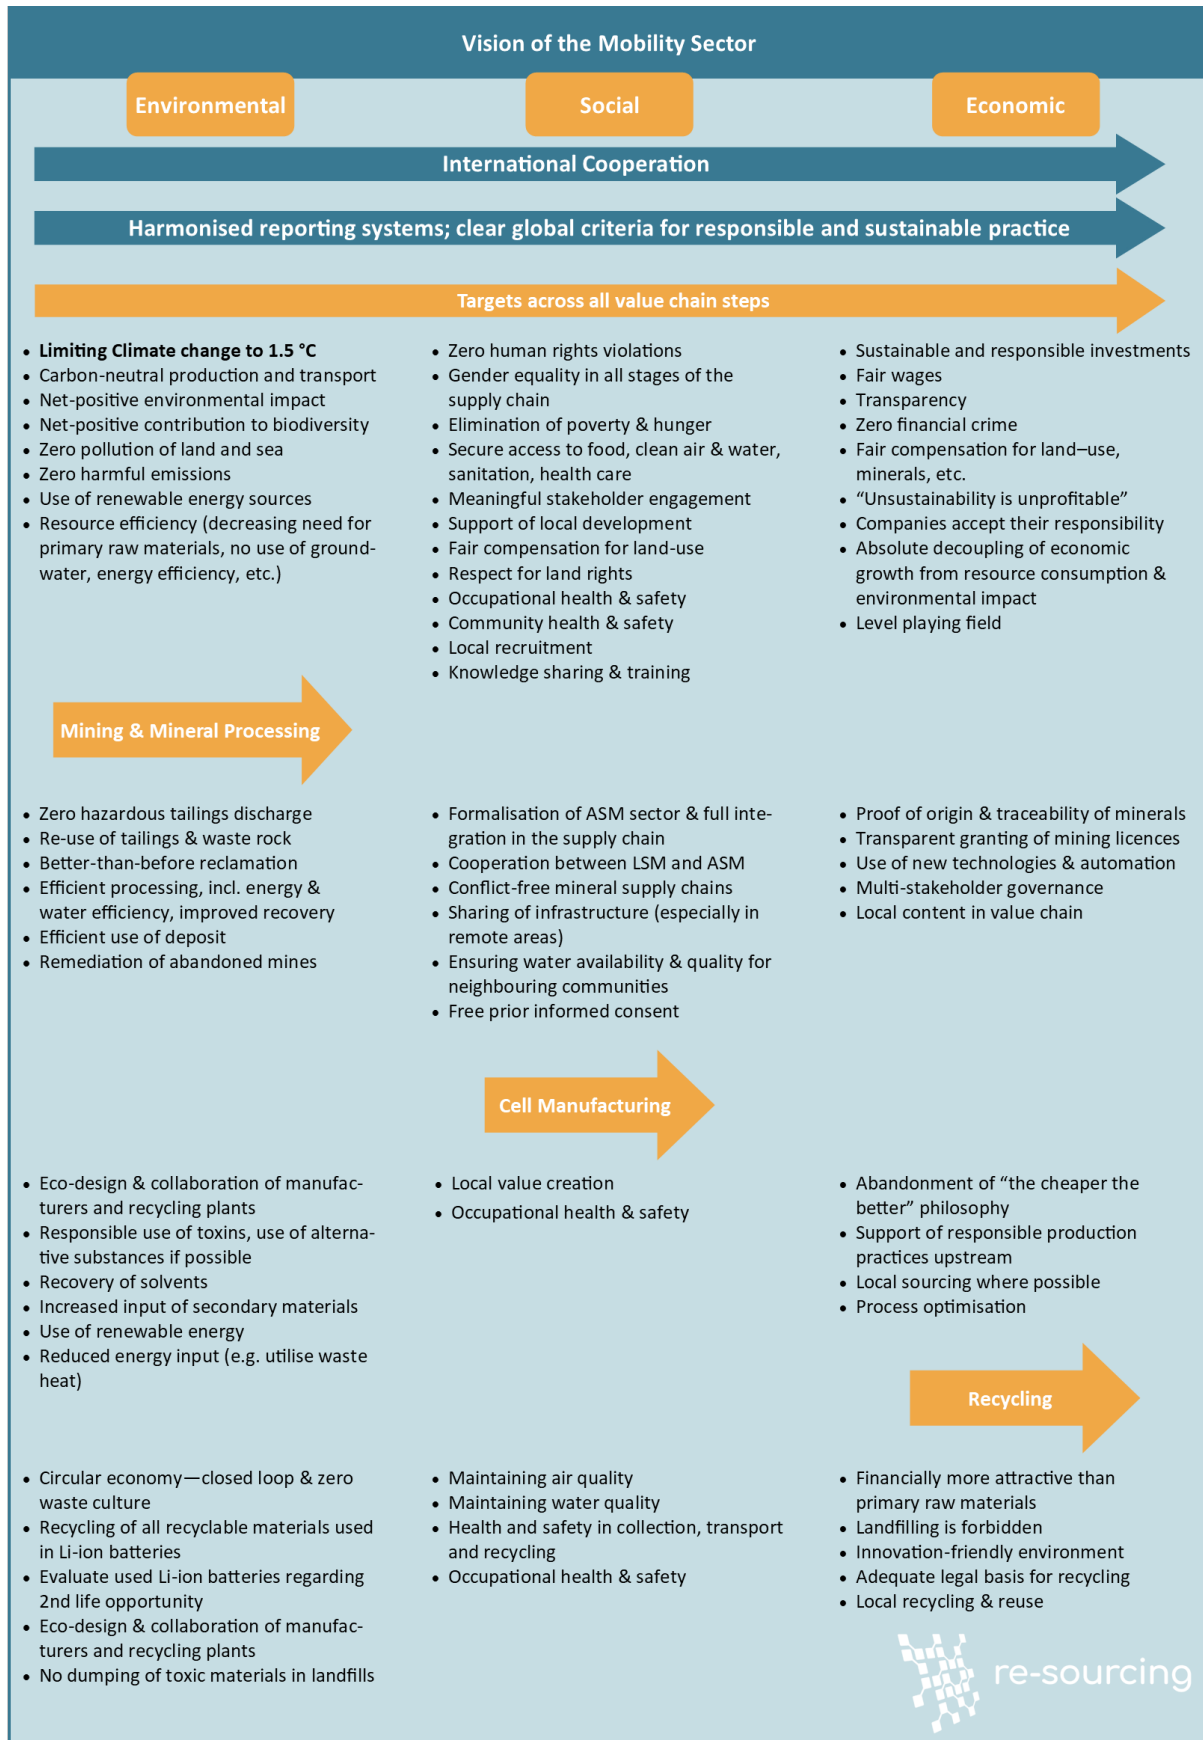 Vision of the Mobility Sector
Environmental
Social
Economic
International Cooperation
Harmonised reporting systems; clear global criteria for responsible and sustainable practice
Targets across all value chain steps
• Limiting Climate change to 1.5 °C
• Carbon-neutral production and transport
• Net-positive environmental impact
• Net-positive contribution to biodiversity
• Zero pollution of land and sea
• Zero harmful emissions
• Use of renewable energy sources
• Resource efficiency (decreasing need for
primary raw materials, no use of ground-
water, energy efficiency, etc.)
• Zero human rights violations
• Gender equality in all stages of the
supply chain
• Elimination of poverty & hunger
• Secure access to food, clean air & water,
sanitation, health care
• Meaningful stakeholder engagement
• Support of local development
• Fair compensation for land-use
• Respect for land rights
• Occupational health & safety
• Community health & safety
• Local recruitment
• Knowledge sharing & training
• Sustainable and responsible investments
• Fair wages
• Transparency
• Zero financial crime
• Fair compensation for land–use,
minerals, etc.
• “Unsustainability is unprofitable”
• Companies accept their responsibility
• Absolute decoupling of economic
growth from resource consumption &
environmental impact
• Level playing field
Mining & Mineral Processing
• Zero hazardous tailings discharge
• Re-use of tailings & waste rock
• Better-than-before reclamation
• Efficient processing, incl. energy &
water efficiency, improved recovery
• Efficient use of deposit
• Remediation of abandoned mines
• Formalisation of ASM sector & full inte-
gration in the supply chain
• Cooperation between LSM and ASM
• Conflict-free mineral supply chains
• Sharing of infrastructure (especially in
remote areas)
• Ensuring water availability & quality for
neighbouring communities
• Free prior informed consent
• Proof of origin & traceability of minerals
• Transparent granting of mining licences
• Use of new technologies & automation
• Multi-stakeholder governance
• Local content in value chain
Cell Manufacturing
• Eco-design & collaboration of manufac-
turers and recycling plants
• Responsible use of toxins, use of alterna-
tive substances if possible
• Recovery of solvents
• Increased input of secondary materials
• Use of renewable energy
• Reduced energy input (e.g. utilise waste
heat)
• Local value creation
• Occupational health & safety
• Abandonment of “the cheaper the
better” philosophy
• Support of responsible production
practices upstream
• Local sourcing where possible
• Process optimisation
Recycling
• Circular economy—closed loop & zero
waste culture
• Recycling of all recyclable materials used
in Li-ion batteries
• Evaluate used Li-ion batteries regarding
2nd life opportunity
• Eco-design & collaboration of manufac-
turers and recycling plants
• No dumping of toxic materials in landfills
• Maintaining air quality
• Maintaining water quality
• Health and safety in collection, transport
and recycling
• Occupational health & safety
• Financially more attractive than
primary raw materials
• Landfilling is forbidden
• Innovation-friendly environment
• Adequate legal basis for recycling
• Local recycling & reuse
re-sourcing